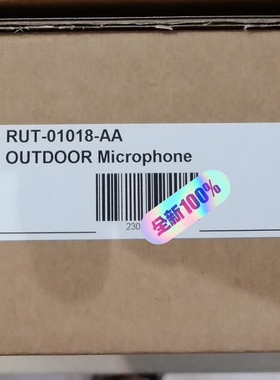 RUT-01018-AA
OUTDOOR Microphone
全新100%
230